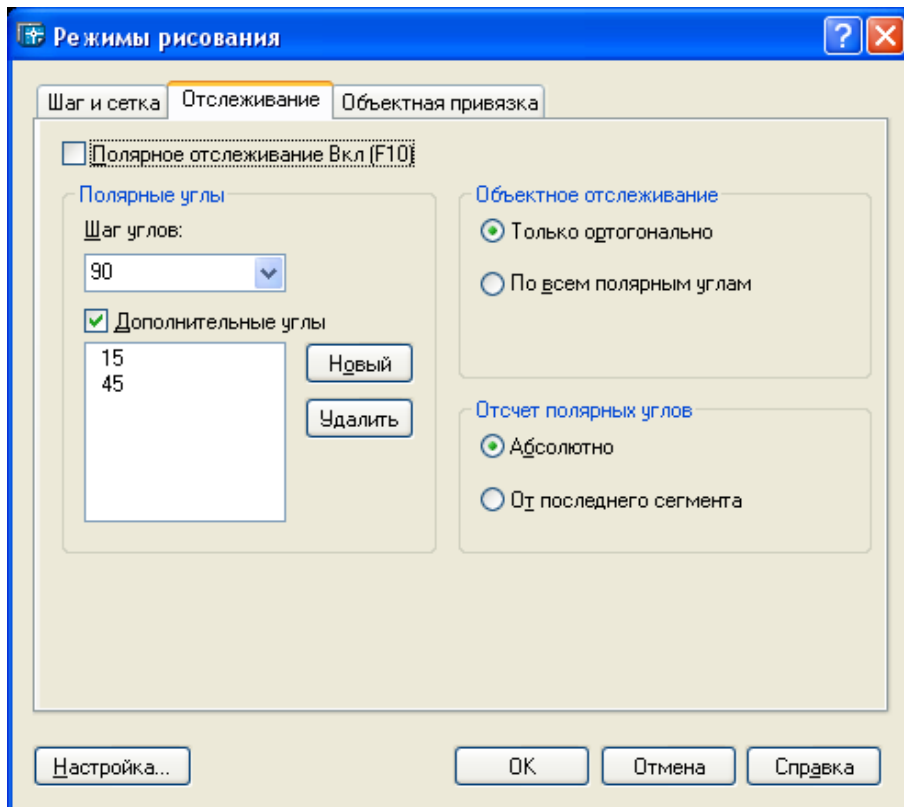 Режимы рисования
Шаг и сетка Отслеживание Объектная привязка
Полярное отслеживание Вкл (F10)
Полярные углы
Шаг углов:
90
Дополнительные углы
15
45
Новый
Удалить
Объектное отслеживание
Только ортогонально
По всем полярным углам
Отсчет полярных углов
Абсолютно
От последнего сегмента
Настройка... OK Отмена Справка